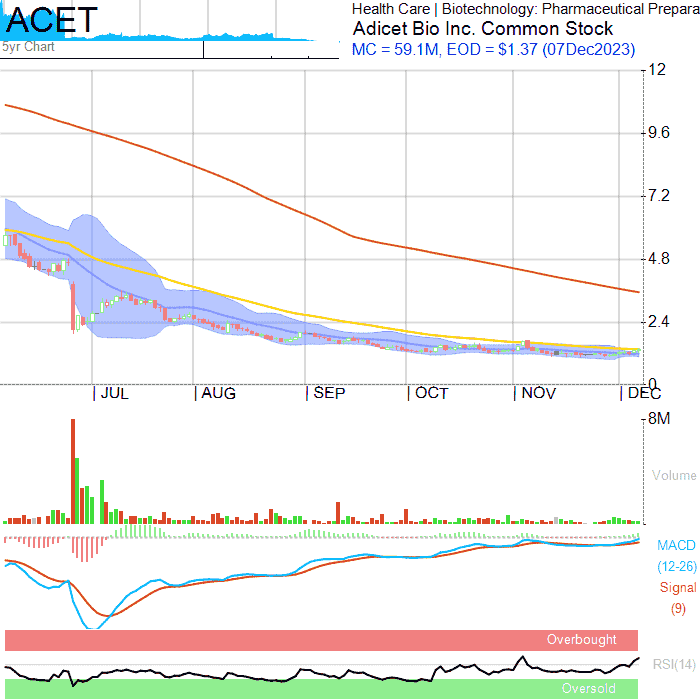 ACET
5yr Chart
Health Care | Biotechnology: Pharmaceutical Prepara
Adicet Bio Inc. Common Stock
MC = 59.1M, EOD = $1.37 (07Dec2023)
12
9.6
7.2
4.8
2.4
0
JUL AUG SEP OCT NOV DEC
8M
Volume
MACD
(12-26)
Signal
(9)
Overbought
RSI(14)
Oversold